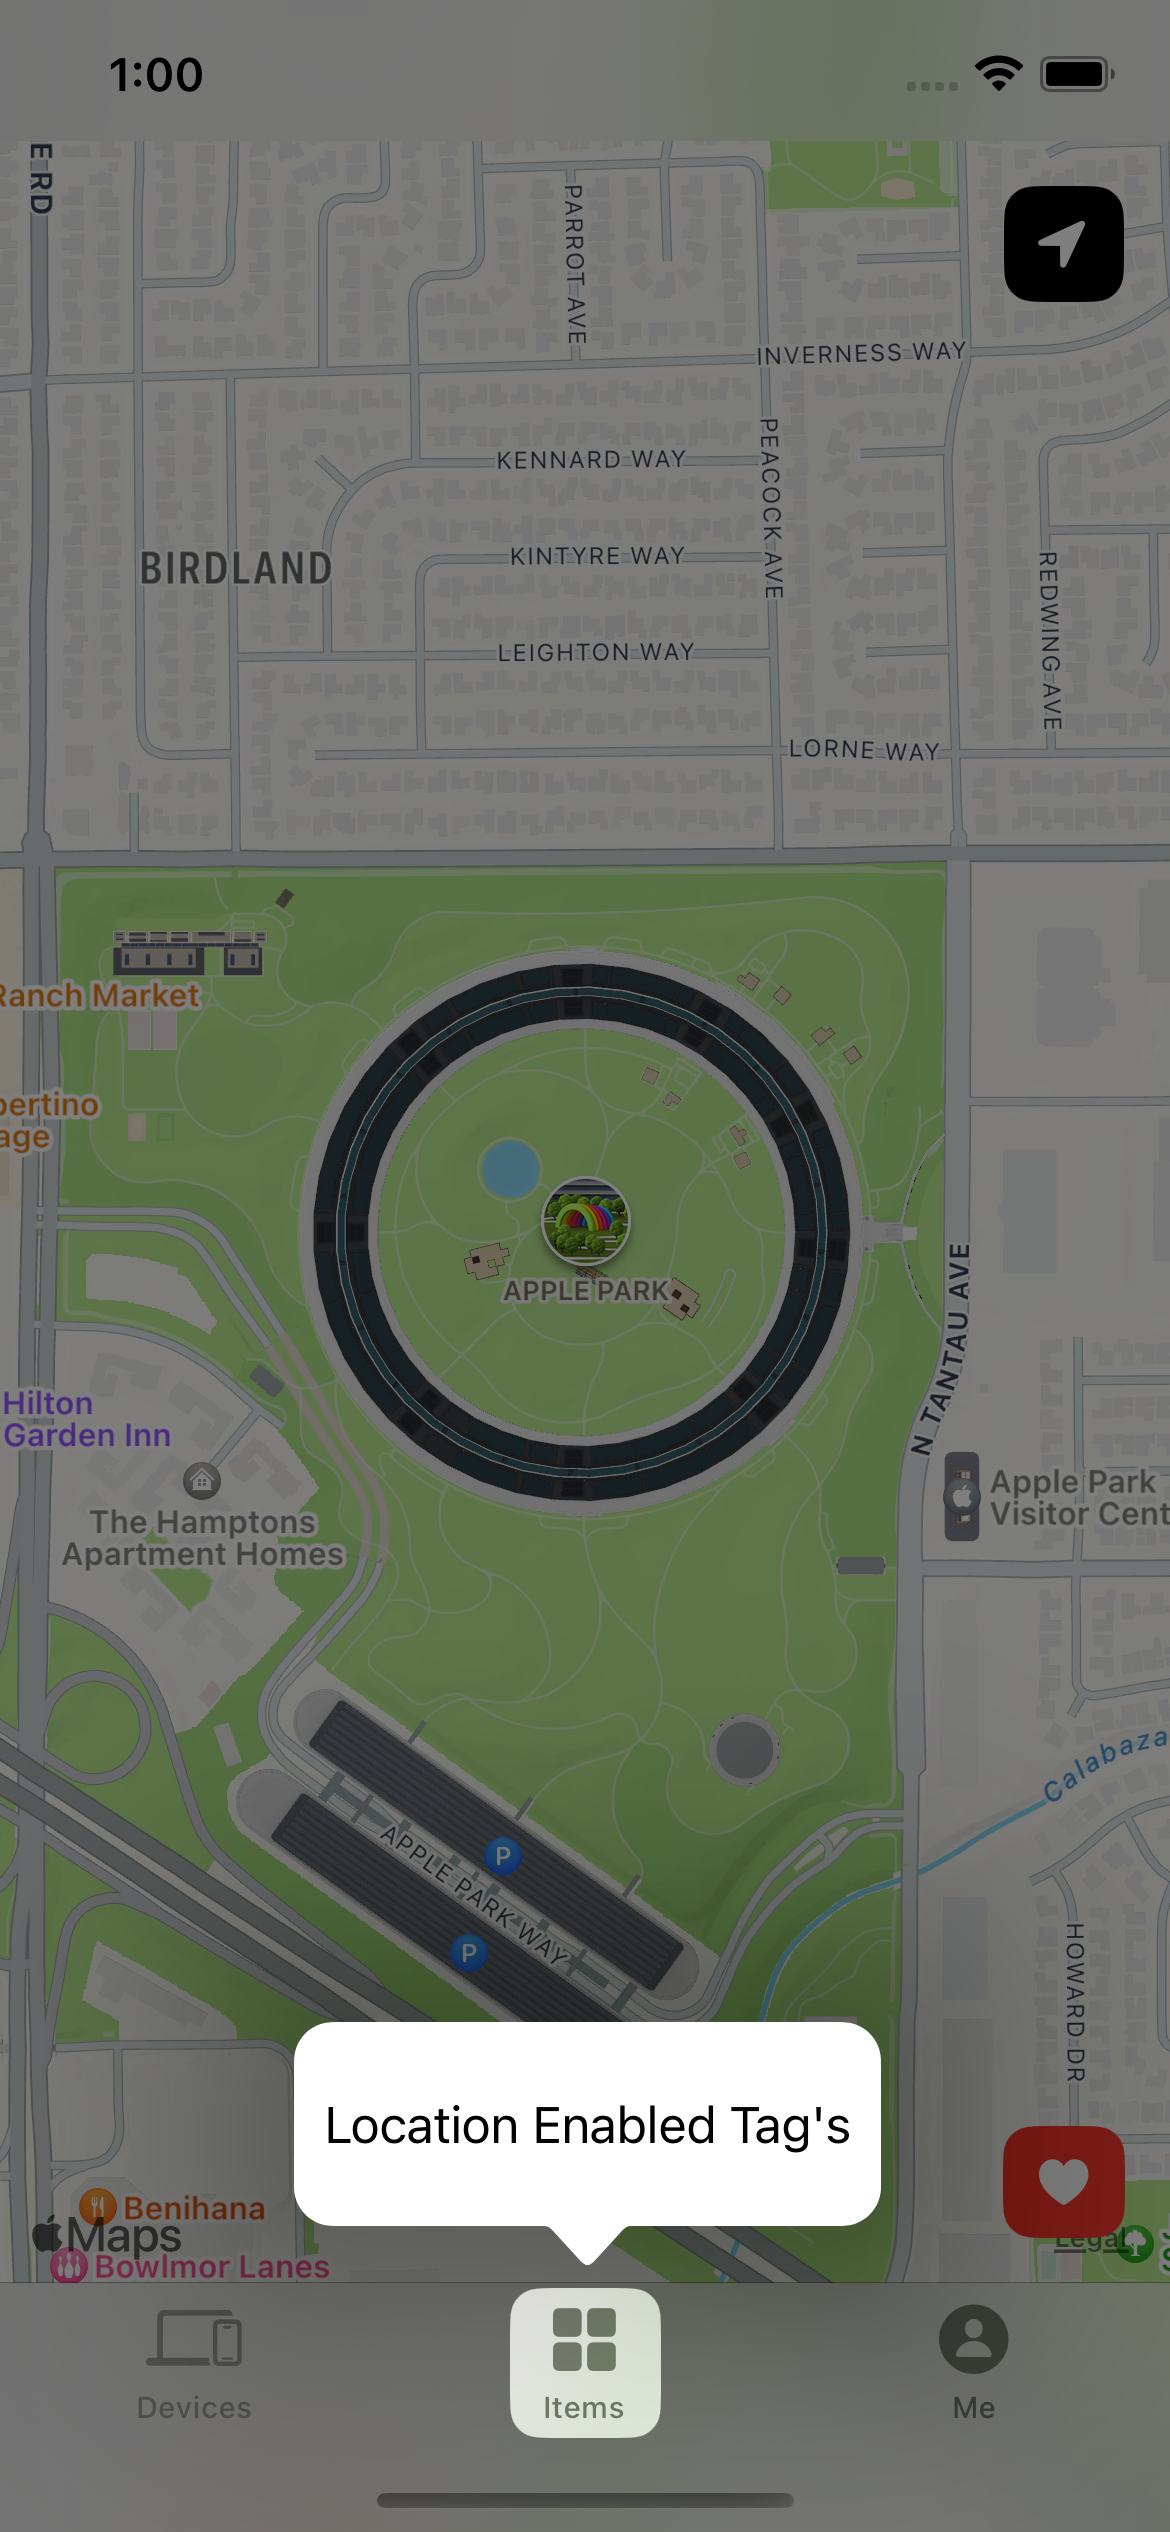 1:00
E RD
PARROT AVE
INVERNESS WAY
PEACOCK AVE
KENNARD WAY
KINTYRE WAY
BIRDLAND
REDWING AVE
LEIGHTON WAY
LORNE WAY
Ranch Market
pertino
age
APPLE PARK
N TANTAU AVE
Hilton
Garden Inn
Apple Park
Visitor Cent
The Hamptons
Apartment Homes
Calabaza
P
APPLE PARK WAY
P
HOWARD DR
Location Enabled Tag's
Benihana
Maps
Legal
Bowlmor Lanes
Devices
Items
Me